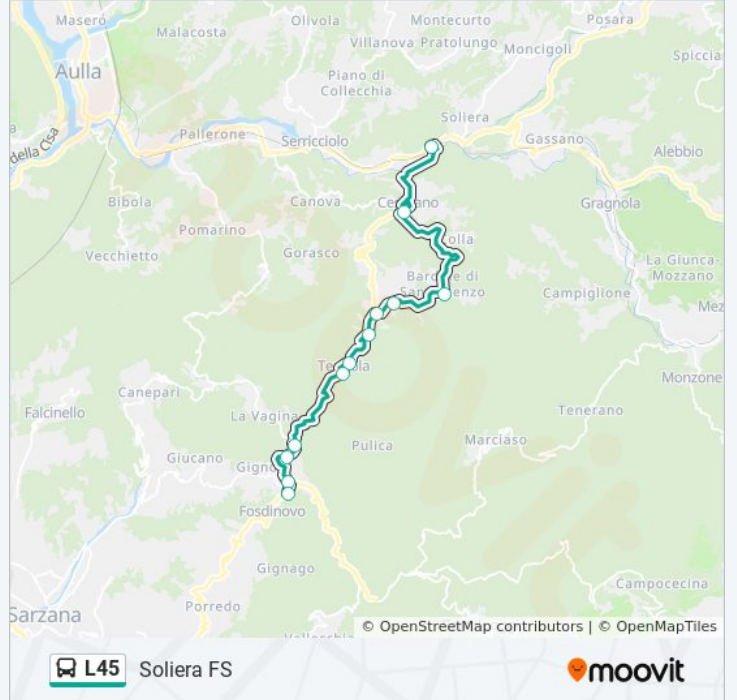 Masero
Olivola
Montecurto
Posara
Malacosta
Villanova
Pratolungo
Moncigoli
Spiccia
Aulla
Piano di
Collecchia
Soliera
Pallerone
Serricciolo
Gassano
a
della Cisa
Alebbio
Bibola
Canova
Gragnola
Pomarino
Colla
Vecchietto
Gorasco
La Giunca-
Mozzano
Campiglione
Mez
Monzone
Canepari
Falcinello
La Vagina
Tenerano
Pulica
Marciaso
Giucano
Fosdinovo
Gignago
Campocecina
Porredo
Sarzana
© OpenStreetMap contributors | © OpenMapTiles
L45 Soliera FS
moovit